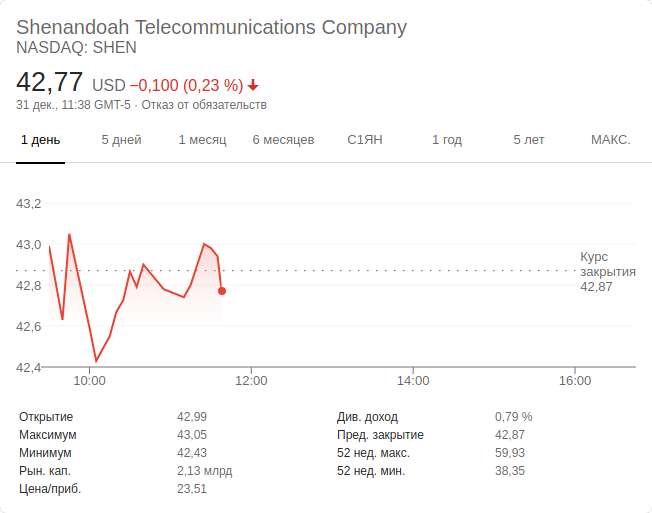 Shenandoah Telecommunications Company
NASDAQ: SHEN
42,77 USD −0,100 (0,23 %)
31 дек., 11:38 GMT-5 · Отказ от обязательств
1 день 5 дней 1 месяц 6 месяцев С1ЯН 1 год 5 лет МАКС.
43,2
43,0
42,8
42,6
42,4
Курс
закрытия
42,87
10:00 12:00 14:00 16:00
Открытие 42,99
Максимум 43,05
Минимум 42,43
Рын. кап. 2,13 млрд
Цена/приб. 23,51
Див. доход 0,79 %
Пред. закрытие 42,87
52 нед. макс. 59,93
52 нед. мин. 38,35